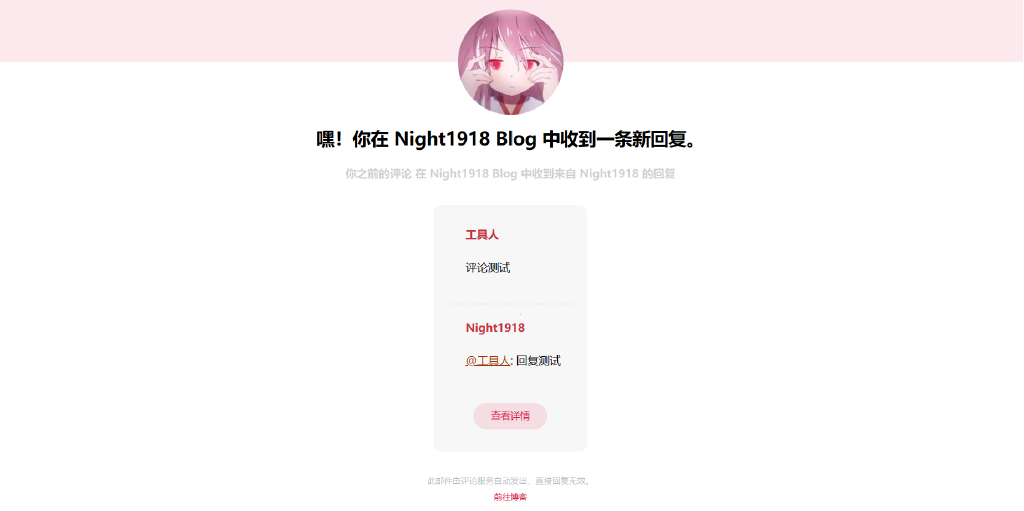 嘿！你在 Night1918 Blog 中收到一条新回复。
你之前的评论 在 Night1918 Blog 中收到来自 Night1918 的回复
工具人
评论测试
Night1918
@工具人: 回复测试
查看详情
此邮件由评论服务自动发出，直接回复无效。
前往博客